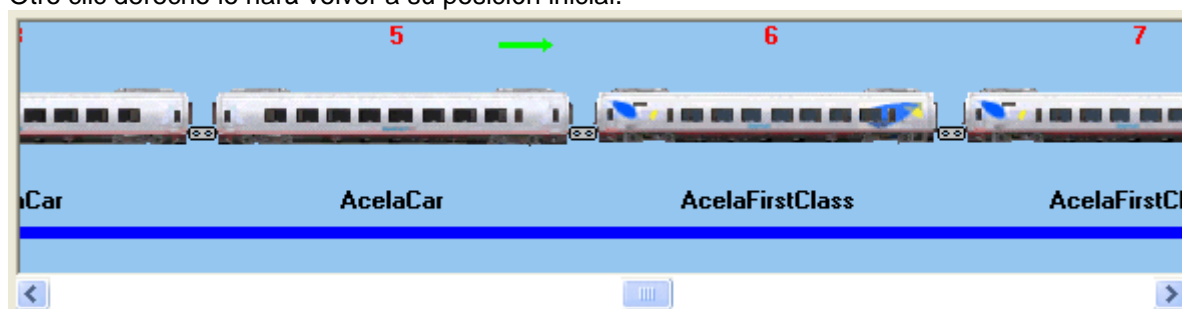 Otro clic derecho lo hará volver a su posición inicial.
5 6 7
AcelaCar AcelaFirstClass